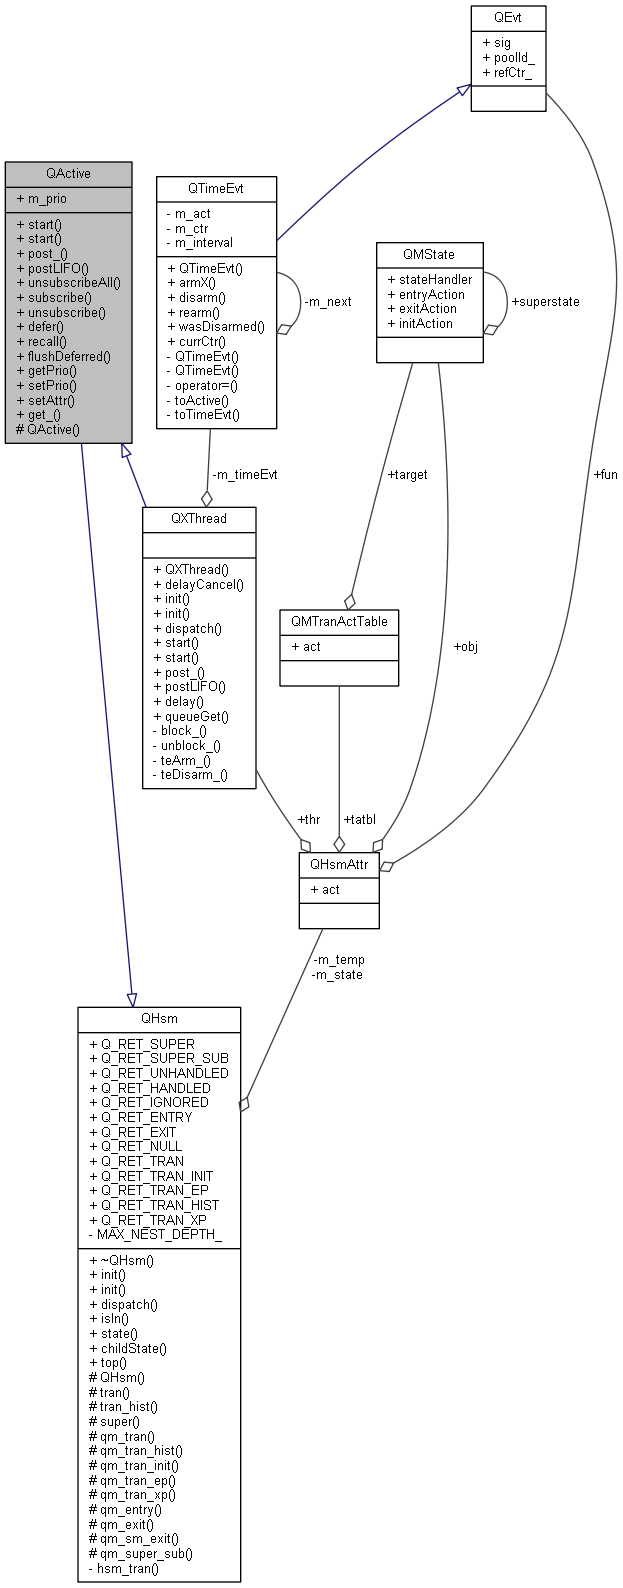 QEvt
+ sig
+ poolId_
+ refCtr_
QActive
+ m_prio
+ start()
+ start()
+ post_()
+ postLIFO()
+ unsubscribeAll()
+ subscribe()
+ unsubscribe()
+ defer()
+ recall()
+ flushDeferred()
+ getPrio()
+ setPrio()
+ setAttr()
+ get_()
# QActive()
QTimeEvt
- m_act
- m_ctr
- m_interval
+ QTimeEvt()
+ armX()
+ disarm()
+ rearm()
+ wasDisarmed()
+ currCtr()
- QTimeEvt()
- QTimeEvt()
- operator=()
- toActive()
- toTimeEvt()
-m_next
QMState
+ stateHandler
+ entryAction
+ exitAction
+ initAction
+superstate
-m_timeEvt
+target
+fun
QXThread
+ QXThread()
+ delayCancel()
+ init()
+ init()
+ dispatch()
+ start()
+ start()
+ post_()
+ postLIFO()
+ delay()
+ queueGet()
- block_()
- unblock_()
- teArm_()
- teDisarm_()
QMTranActTable
+ act
+obj
+thr
+tatbl
QHsmAttr
+ act
-m_temp
-m_state
QHsm
+ Q_RET_SUPER
+ Q_RET_SUPER_SUB
+ Q_RET_UNHANDLED
+ Q_RET_HANDLED
+ Q_RET_IGNORED
+ Q_RET_ENTRY
+ Q_RET_EXIT
+ Q_RET_NULL
+ Q_RET_TRAN
+ Q_RET_TRAN_INIT
+ Q_RET_TRAN_EP
+ Q_RET_TRAN_HIST
+ Q_RET_TRAN_XP
- MAX_NEST_DEPTH_
+ ~QHsm()
+ init()
+ init()
+ dispatch()
+ isIn()
+ state()
+ childState()
+ top()
# QHsm()
# tran()
# tran_hist()
# super()
# qm_tran()
# qm_tran_hist()
# qm_tran_init()
# qm_tran_ep()
# qm_tran_xp()
# qm_entry()
# qm_exit()
# qm_sm_exit()
# qm_super_sub()
- hsm_tran()